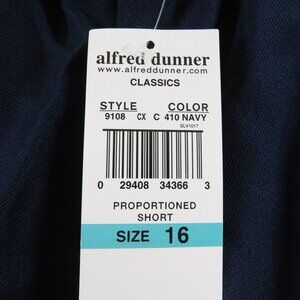 alfred dunner
www.alfreddunner.com
CLASSICS
STYLE COLOR
9108 CX C 410 NAVY
SLV1017
0 29408 34366 3
PROPORTIONED
SHORT
SIZE 16